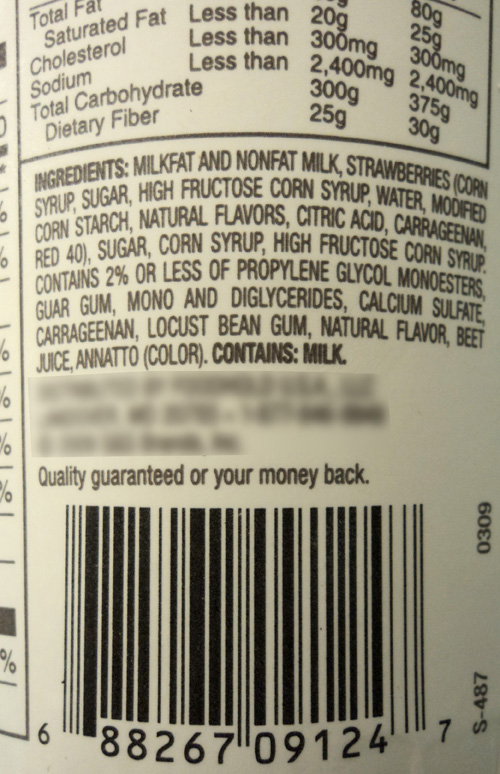 Total Fat Less than 80g
Saturated Fat Less than 20g 25g
Cholesterol Less than 300mg 300mg
Sodium 2,400mg 2,400mg
Total Carbohydrate 300g 375g
Dietary Fiber 25g 30g
INGREDIENTS: MILKFAT AND NONFAT MILK, STRAWBERRIES (CORN
SYRUP, SUGAR, HIGH FRUCTOSE CORN SYRUP, WATER, MODIFIED
CORN STARCH, NATURAL FLAVORS, CITRIC ACID, CARRAGEENAN,
RED 40), SUGAR, CORN SYRUP, HIGH FRUCTOSE CORN SYRUP.
CONTAINS 2% OR LESS OF PROPYLENE GLYCOL MONOESTERS,
GUAR GUM, MONO AND DIGLYCERIDES, CALCIUM SULFATE,
CARRAGEENAN, LOCUST BEAN GUM, NATURAL FLAVOR, BEET
JUICE, ANNATTO (COLOR). CONTAINS: MILK.
Quality guaranteed or your money back.
6 88267 09124 7
S-487 0309